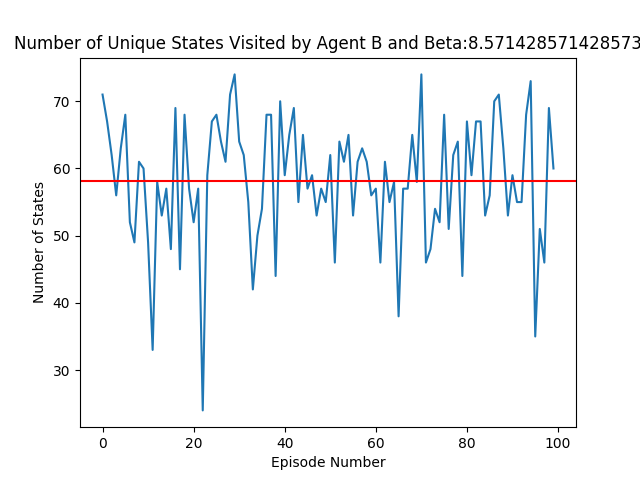 Number of Unique States Visited by Agent B and Beta:8.571428571428573
Number of States
70
60
50
40
30
0 20 40 60 80 100
Episode Number